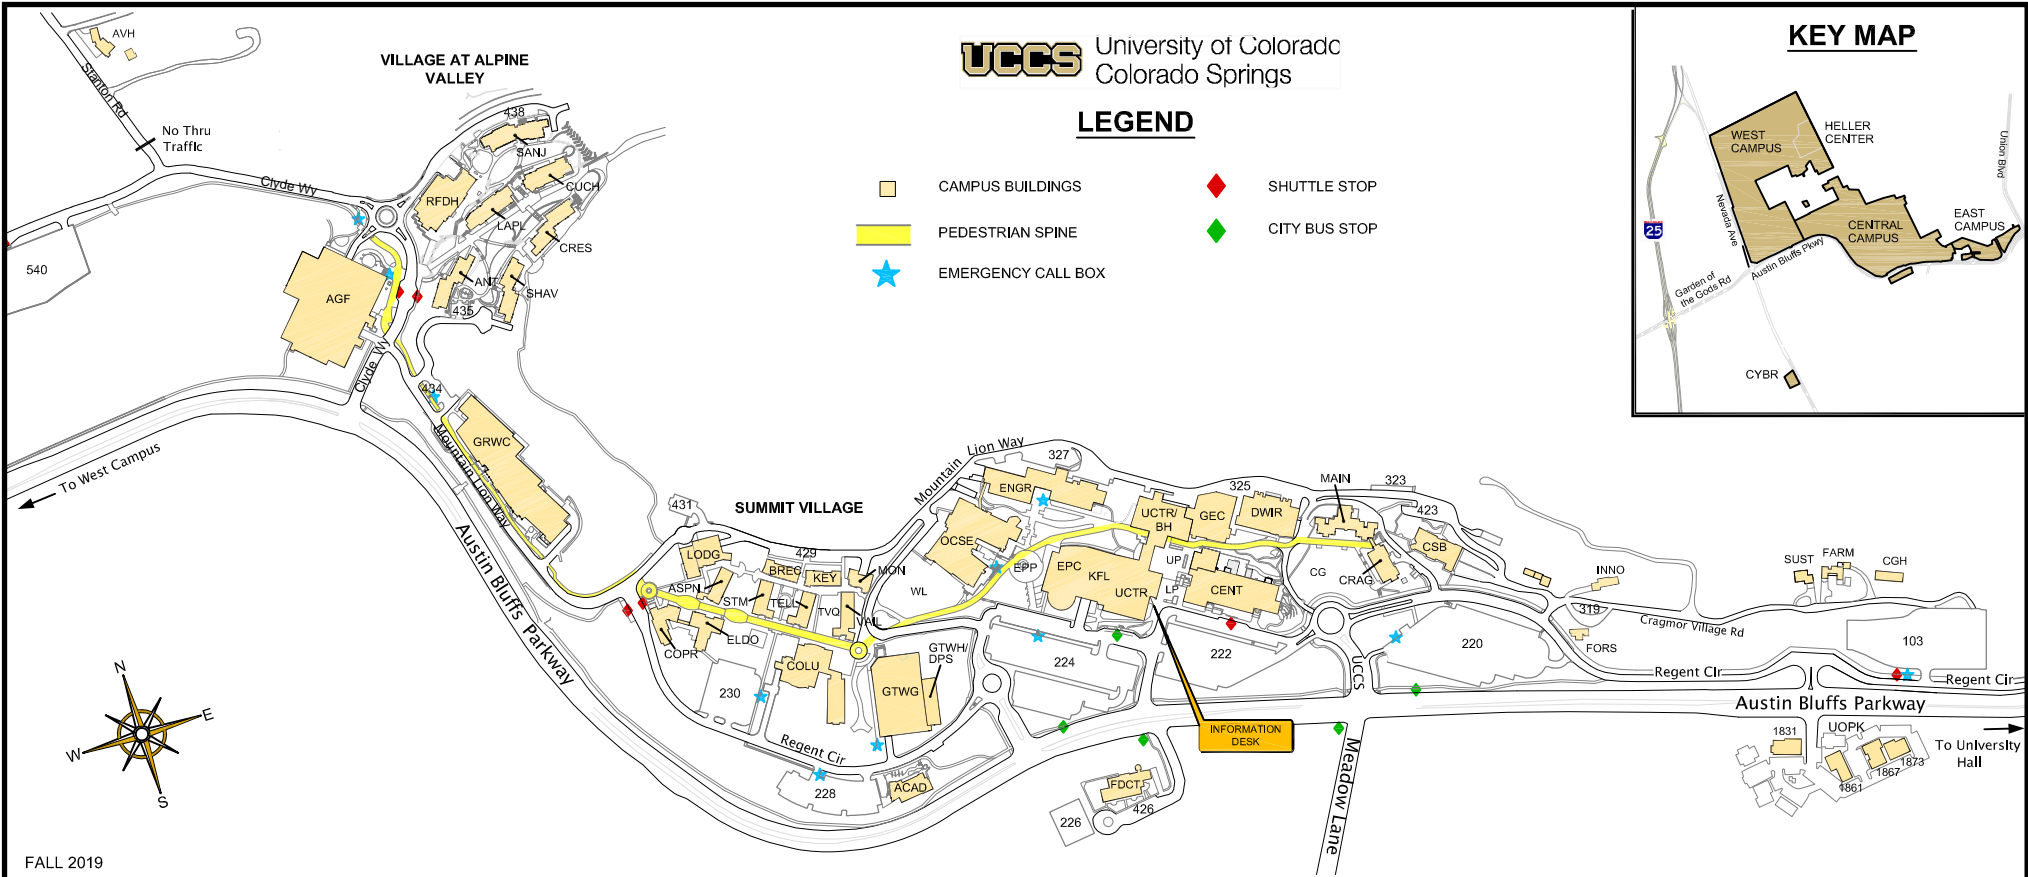 AVH
Stanton Rd
No Thru
Traffic
Clyde Wy
VILLAGE AT ALPINE
VALLEY
438
SANJ
CUCH
RFDH
LAPL
CRES
ANT
SHAV
435
540
AGF
Clyde Wy
434
GRWC
Mountain Lion Way
To West Campus
Austin Bluffs Parkway
UCCS
University of Colorado
Colorado Springs
LEGEND
CAMPUS BUILDINGS
SHUTTLE STOP
PEDESTRIAN SPINE
CITY BUS STOP
EMERGENCY CALL BOX
KEY MAP
WEST
CAMPUS
HELLER
CENTER
Union Blvd
Nevada Ave
CENTRAL
CAMPUS
EAST
CAMPUS
25
Austin Bluffs Pkwy
Garden of
the Gods Rd
CYBR
SUMMIT VILLAGE
431
LODG
429
BREC
KEY
MON
ASPN
STM
TELL
TVQ
VAIL
COPR
ELDO
COLU
230
GTWH/
DPS
GTWG
Regent Cir
228
ACAD
Mountain Lion Way
327
ENGR
OCSE
WL
EPP
EPC
KFL
UCTR
UCTR/
BH
GEC
325
DWIR
MAIN
323
423
CSB
UP
LP
CENT
CG
CRAG
224
222
220
UCCS
INFORMATION
DESK
FDCT
426
226
Meadow Lane
INNO
319
FORS
SUST
FARM
CGH
Cragmor Village Rd
103
Regent Cir
Regent Cir
Austin Bluffs Parkway
1831
UOPK
1873
1867
1861
To University
Hall
N
E
W
S
FALL 2019